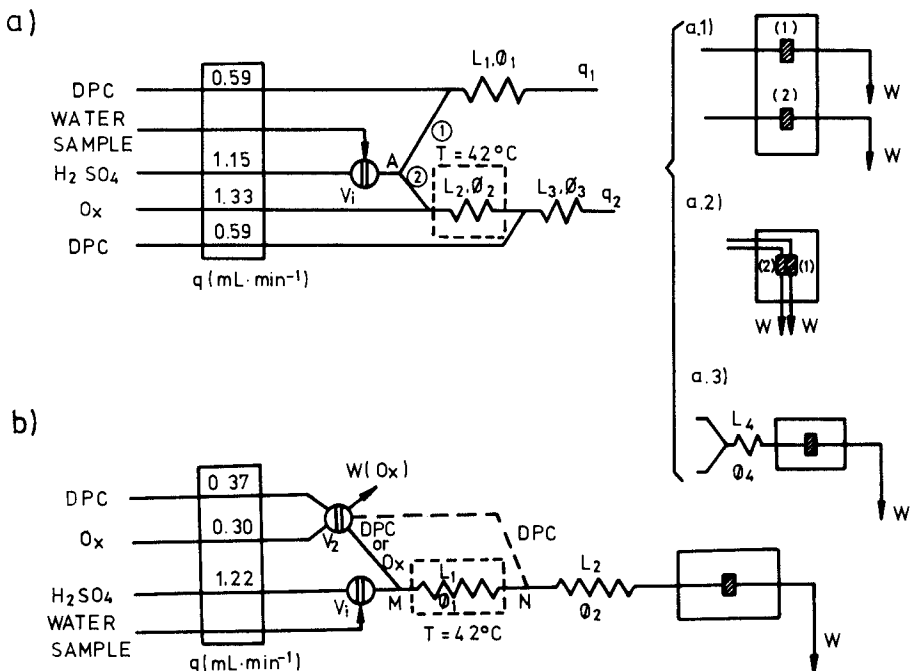 a)
DPC
0.59
L₁,Ø₁
q₁
WATER
SAMPLE
①
H₂SO₄
1.15
Vi
A
②
T = 42°C
Ox
1.33
L₂,Ø₂
L₃,Ø₃
q₂
DPC
0.59
q(mL·min⁻¹)
a.1)
(1)
W
(2)
W
a.2)
(2)
(1)
W W
a.3)
L₄
Ø₄
W
b)
DPC
0.37
W(Ox)
Ox
0.30
V₂
DPC
or
Ox
DPC
H₂SO₄
1.22
Vi
M
L₁
Ø₁
N
L₂
Ø₂
WATER
SAMPLE
T = 42°C
q(mL·min⁻¹)
W